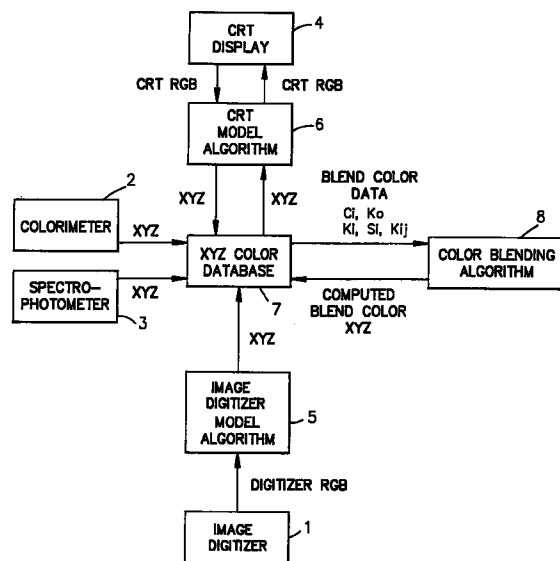 4
CRT
DISPLAY
CRT RGB
CRT RGB
CRT
MODEL
ALGORITHM
6
XYZ
XYZ
2
COLORIMETER
XYZ
SPECTRO-
PHOTOMETER
3
XYZ
XYZ COLOR
DATABASE
7
BLEND COLOR
DATA
Ci, Ko
Ki, Si, Kij
8
COLOR BLENDING
ALGORITHM
COMPUTED
BLEND COLOR
XYZ
XYZ
IMAGE
DIGITIZER
MODEL
ALGORITHM
5
DIGITIZER RGB
IMAGE
DIGITIZER
1